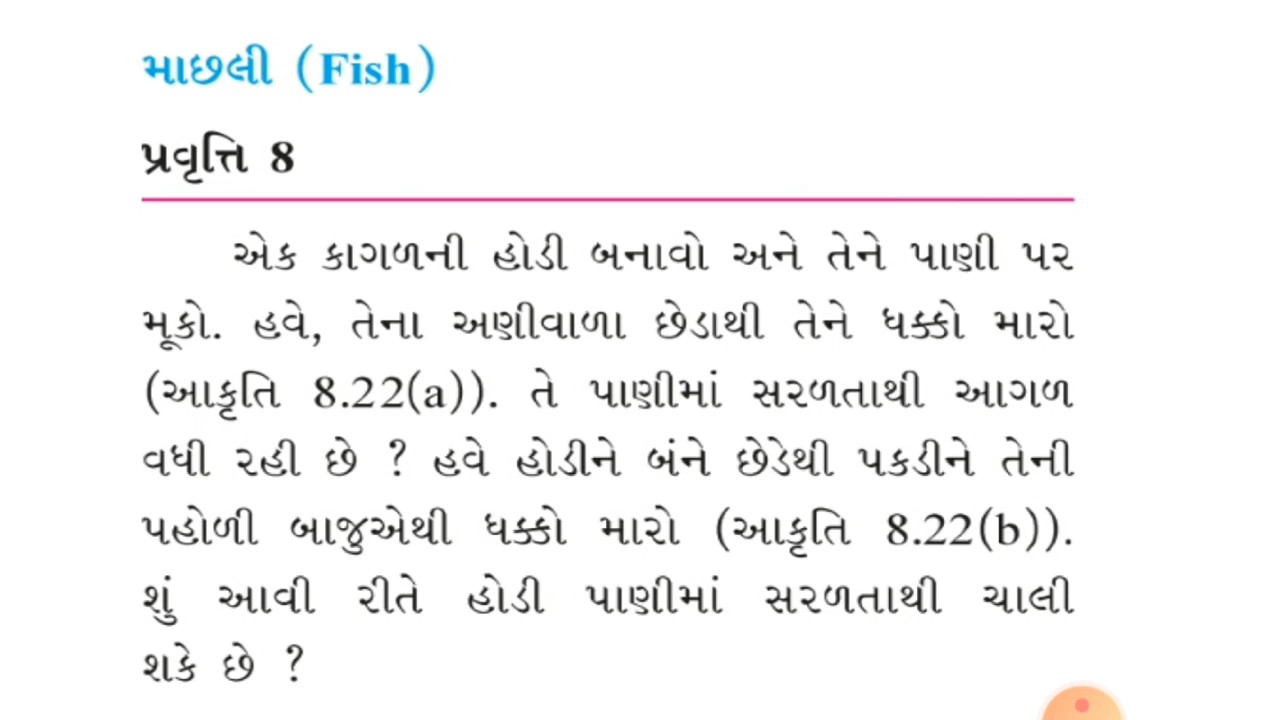 માછલી (Fish)
પ્રવૃત્તિ 8
એક કાગળની હોડી બનાવો અને તેને પાણી પર
મૂકો. હવે, તેના અણીવાળા છેડાથી તેને ધક્કો મારો
(આકૃતિ 8.22(a)). તે પાણીમાં સરળતાથી આગળ
વધી રહી છે ? હવે હોડીને બંને છેડેથી પકડીને તેની
પહોળી બાજુએથી ધક્કો મારો (આકૃતિ 8.22(b)).
શું આવી રીતે હોડી પાણીમાં સરળતાથી ચાલી
શકે છે ?